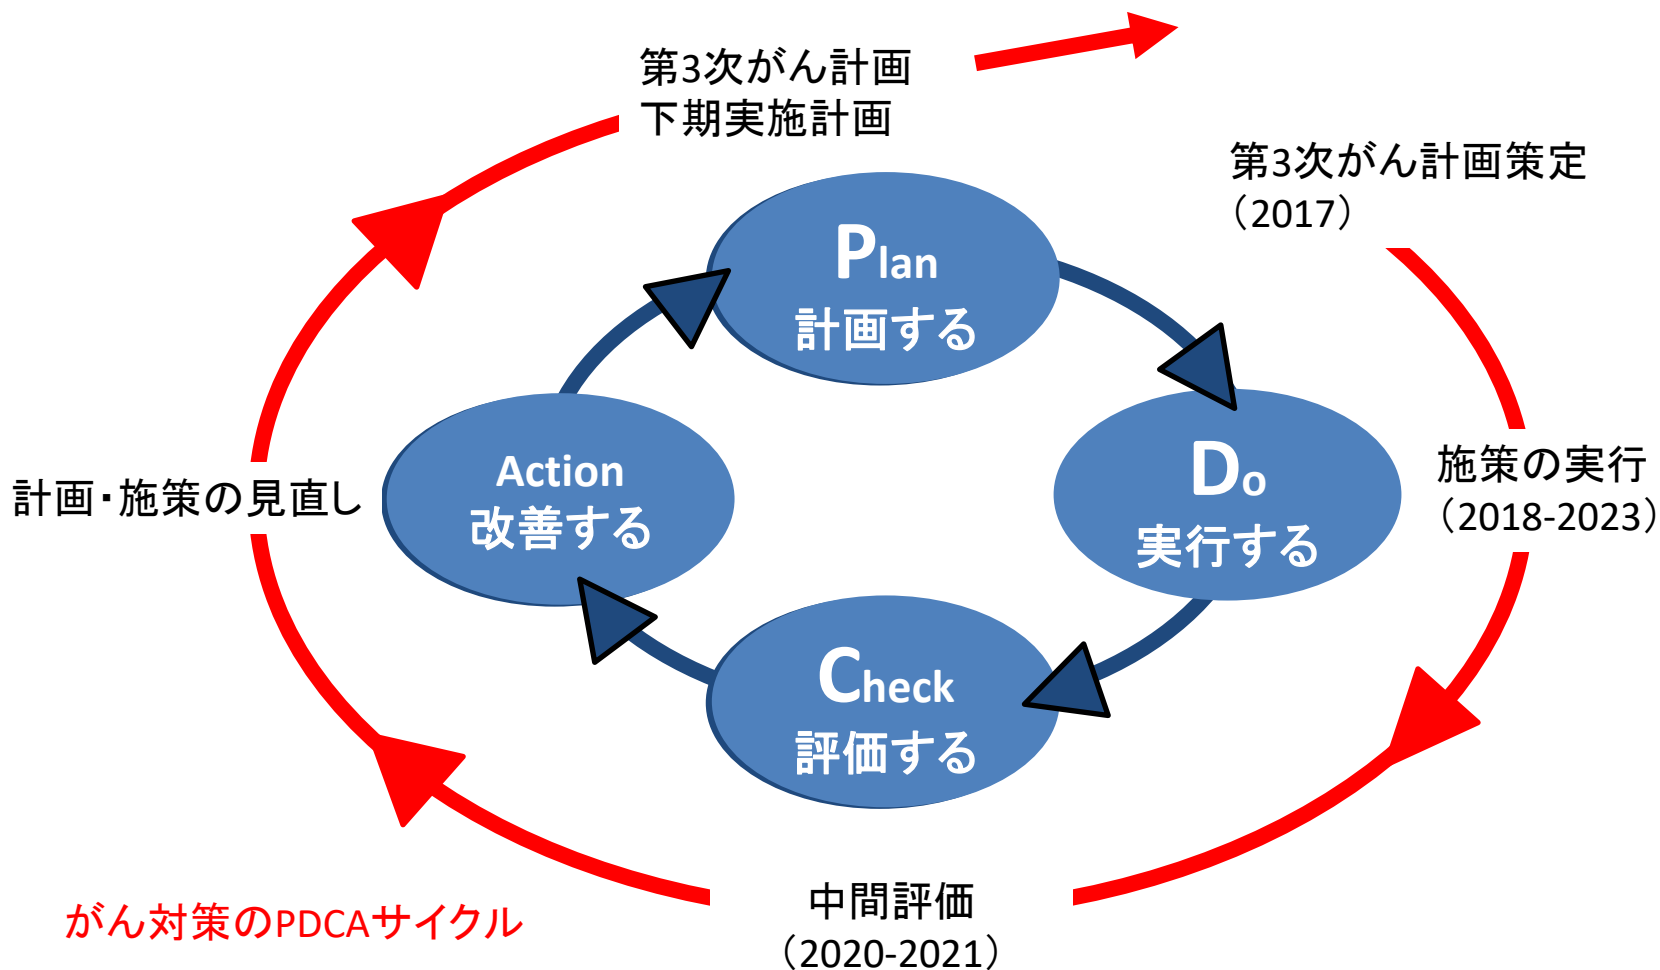 第3次がん計画
下期実施計画
第3次がん計画策定
（2017）
Plan
計画する
Do
実行する
施策の実行
（2018-2023）
Check
評価する
中間評価
（2020-2021）
Action
改善する
計画・施策の見直し
がん対策のPDCAサイクル